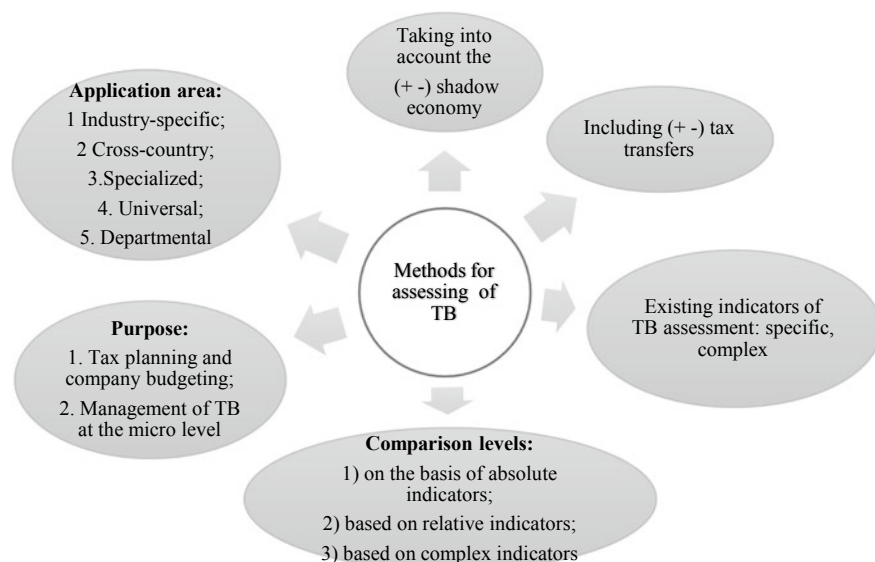 Taking into
account the
(+ -) shadow
economy
Application area:
1 Industry-specific;
2 Cross-country;
3.Specialized;
4. Universal;
5. Departmental
Including (+ -) tax
transfers
Methods for
assessing of
TB
Existing indicators of
TB assessment: specific,
complex
Purpose:
1. Tax planning and
company budgeting;
2. Management of TB
at the micro level
Comparison levels:
1) on the basis of absolute
indicators;
2) based on relative indicators;
3) based on complex indicators